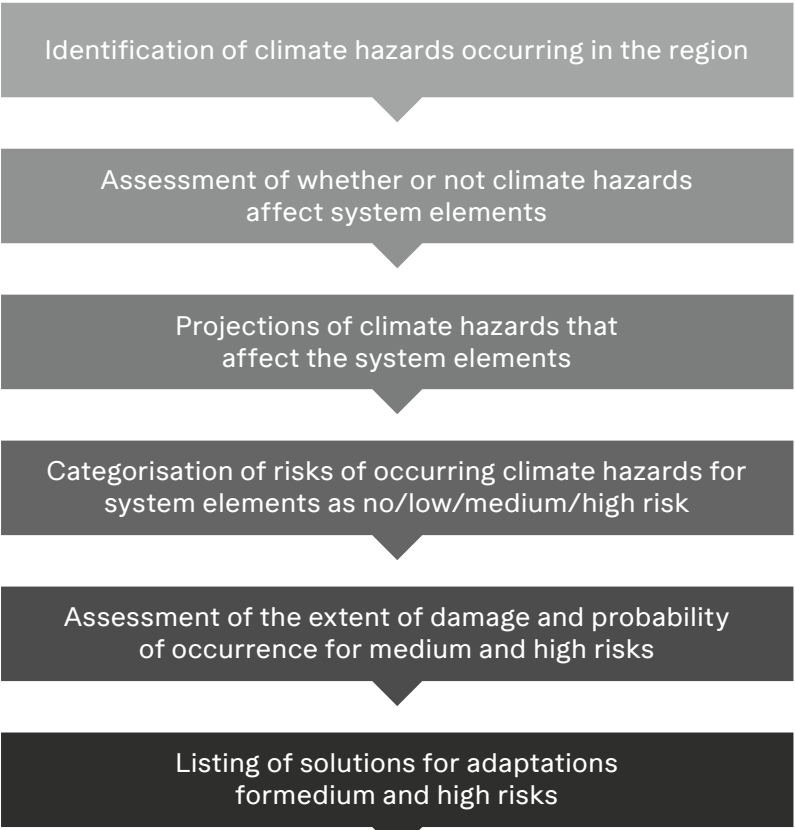 Identification of climate hazards occurring in the region
Assessment of whether or not climate hazards
affect system elements
Projections of climate hazards that
affect the system elements
Categorisation of risks of occurring climate hazards for
system elements as no/low/medium/high risk
Assessment of the extent of damage and probability
of occurrence for medium and high risks
Listing of solutions for adaptations
formedium and high risks